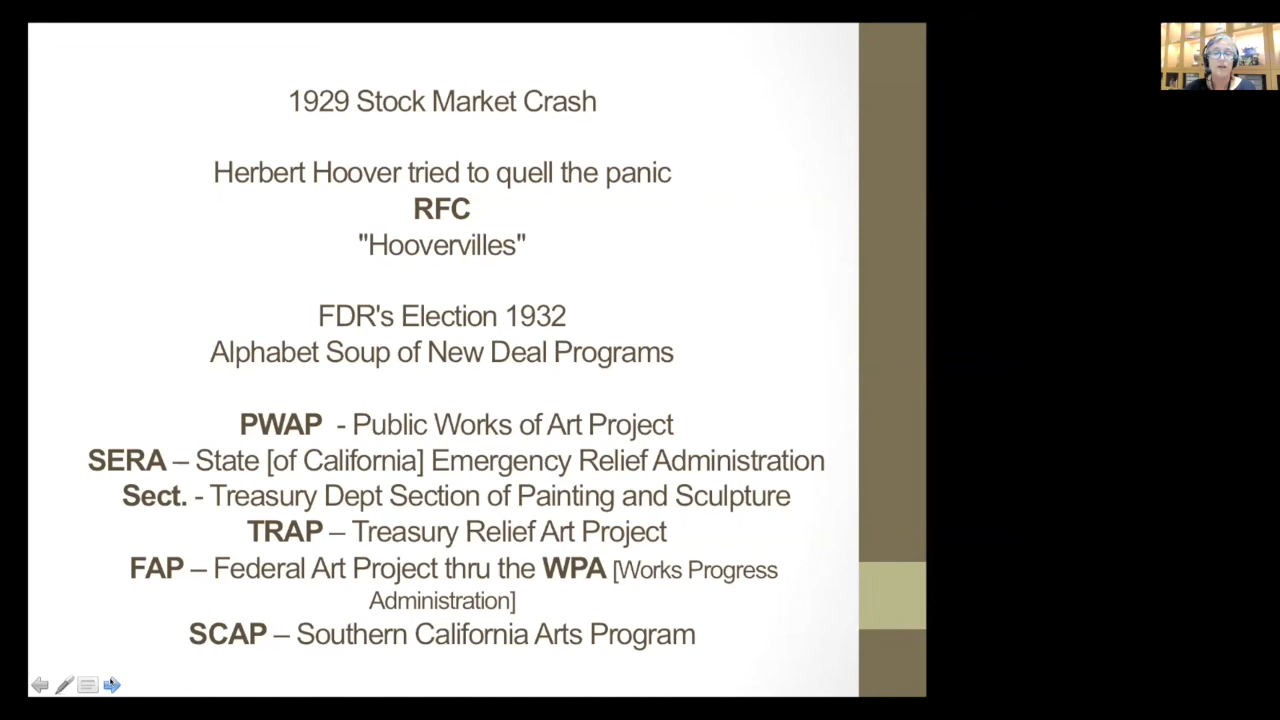 1929 Stock Market Crash
Herbert Hoover tried to quell the panic
RFC
"Hoovervilles"
FDR's Election 1932
Alphabet Soup of New Deal Programs
PWAP - Public Works of Art Project
SERA – State [of California] Emergency Relief Administration
Sect. - Treasury Dept Section of Painting and Sculpture
TRAP – Treasury Relief Art Project
FAP – Federal Art Project thru the WPA [Works Progress
Administration]
SCAP – Southern California Arts Program